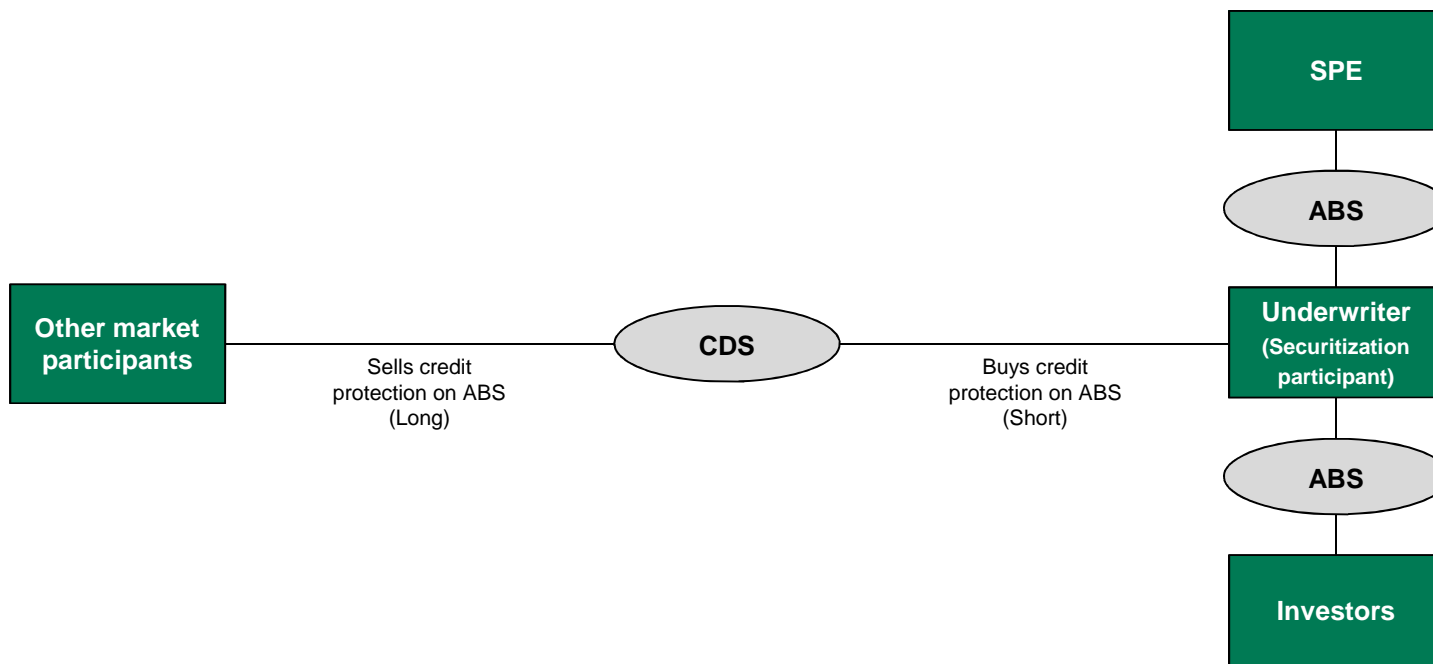 SPE
ABS
Other market
participants
Sells credit
protection on ABS
(Long)
CDS
Buys credit
protection on ABS
(Short)
Underwriter
(Securitization
participant)
ABS
Investors